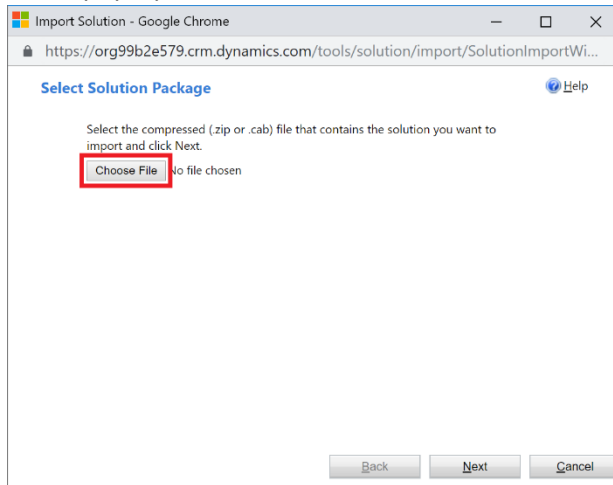 Import Solution - Google Chrome
https://org99b2e579.crm.dynamics.com/tools/solution/import/SolutionImportWi...
Select Solution Package
Help
Select the compressed (.zip or .cab) file that contains the solution you want to
import and click Next.
Choose File No file chosen
Back Next Cancel